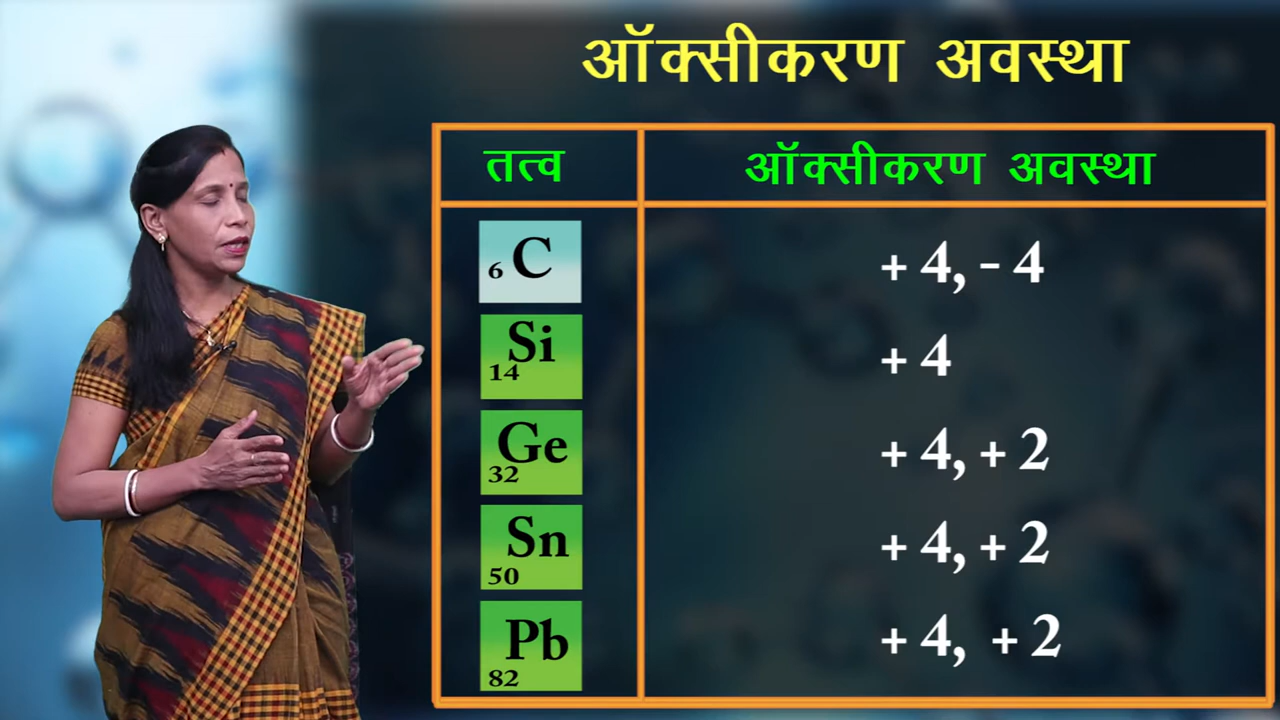 ऑक्सीकरण अवस्था
तत्व ऑक्सीकरण अवस्था
6 C + 4, - 4
14 Si + 4
32 Ge + 4, + 2
50 Sn + 4, + 2
82 Pb + 4, + 2